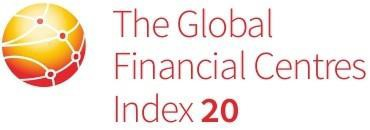 The Global
Financial Centres
Index 20